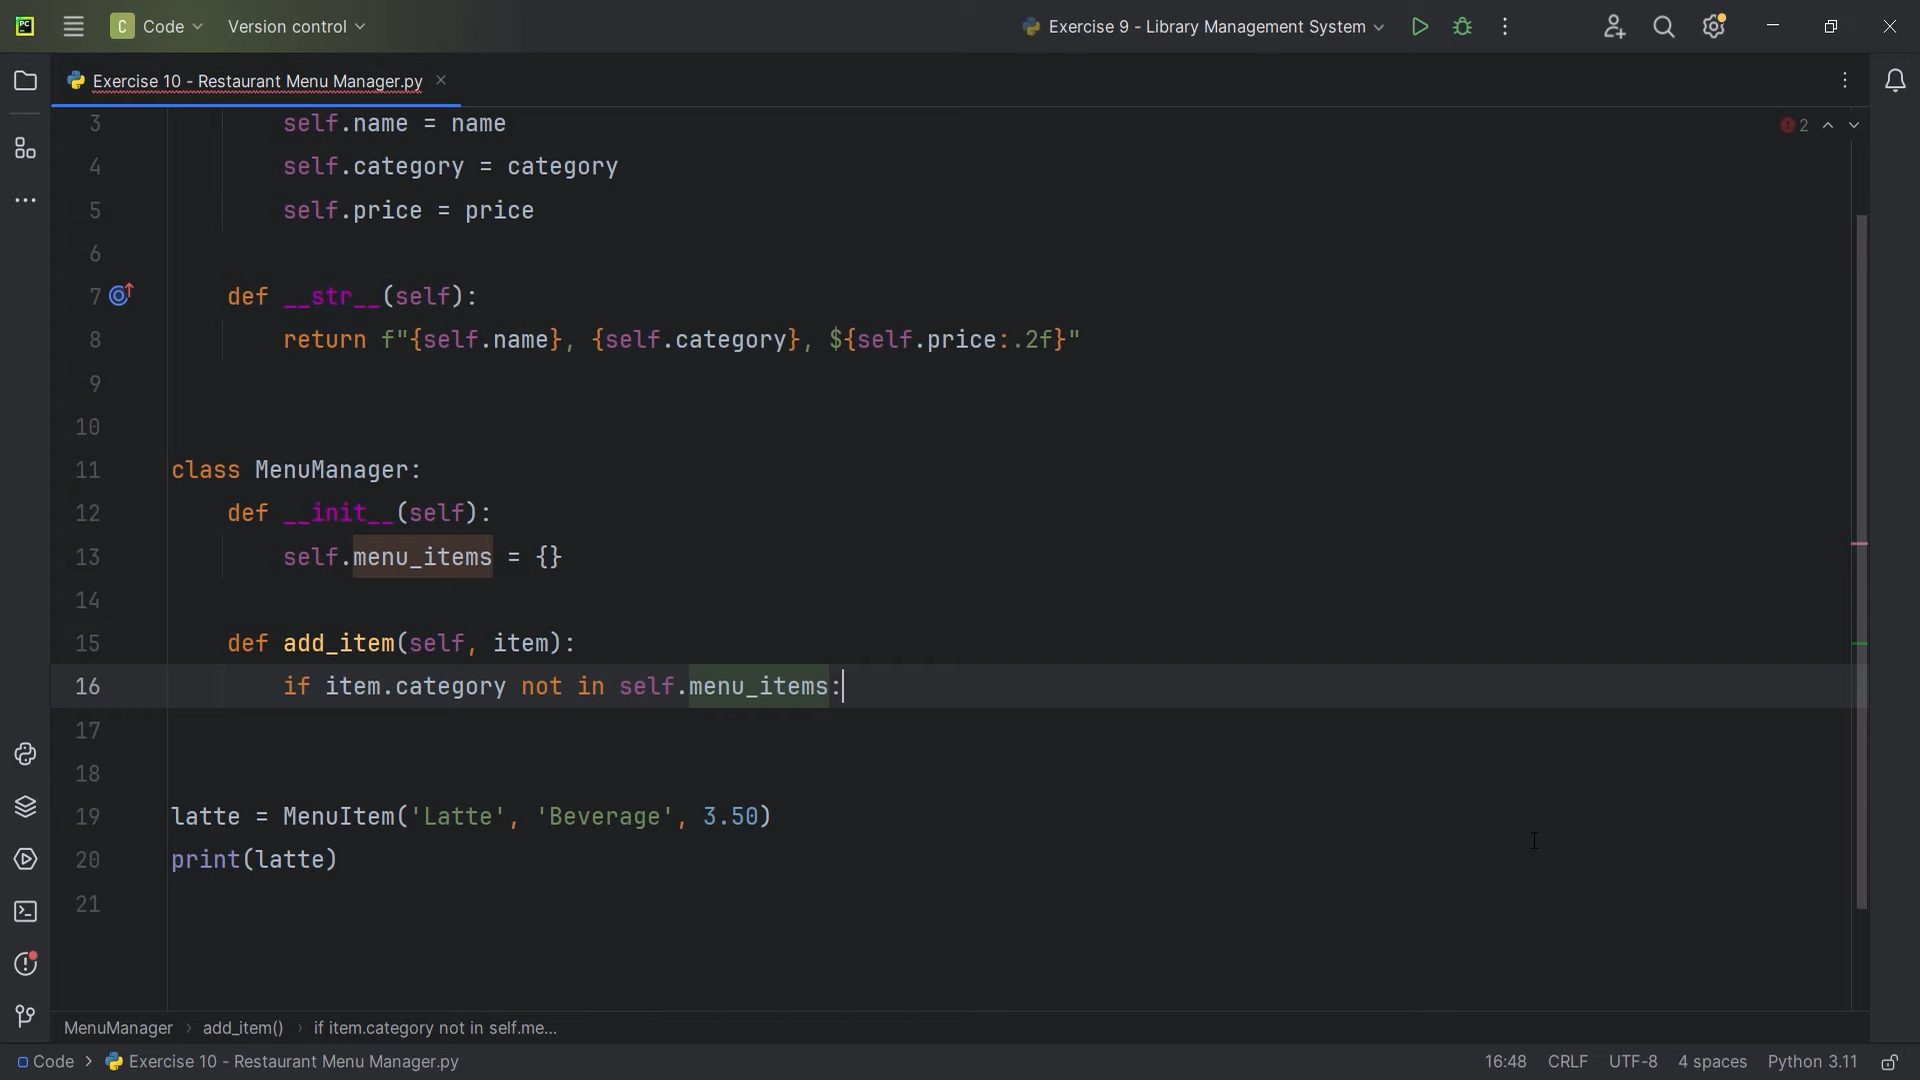 PC C Code Version control Exercise 9 - Library Management System
Exercise 10 - Restaurant Menu Manager.py
3 self.name = name
2
4 self.category = category
5 self.price = price
6
7 def __str__(self):
8 return f"{self.name}, {self.category}, ${self.price:.2f}"
9
10
11 class MenuManager:
12 def __init__(self):
13 self.menu_items = {}
14
15 def add_item(self, item):
16 if item.category not in self.menu_items:
17
18
19 latte = MenuItem('Latte', 'Beverage', 3.50)
20 print(latte)
21
MenuManager › add_item() › if item.category not in self.me...
Code › Exercise 10 - Restaurant Menu Manager.py 16:48 CRLF UTF-8 4 spaces Python 3.11